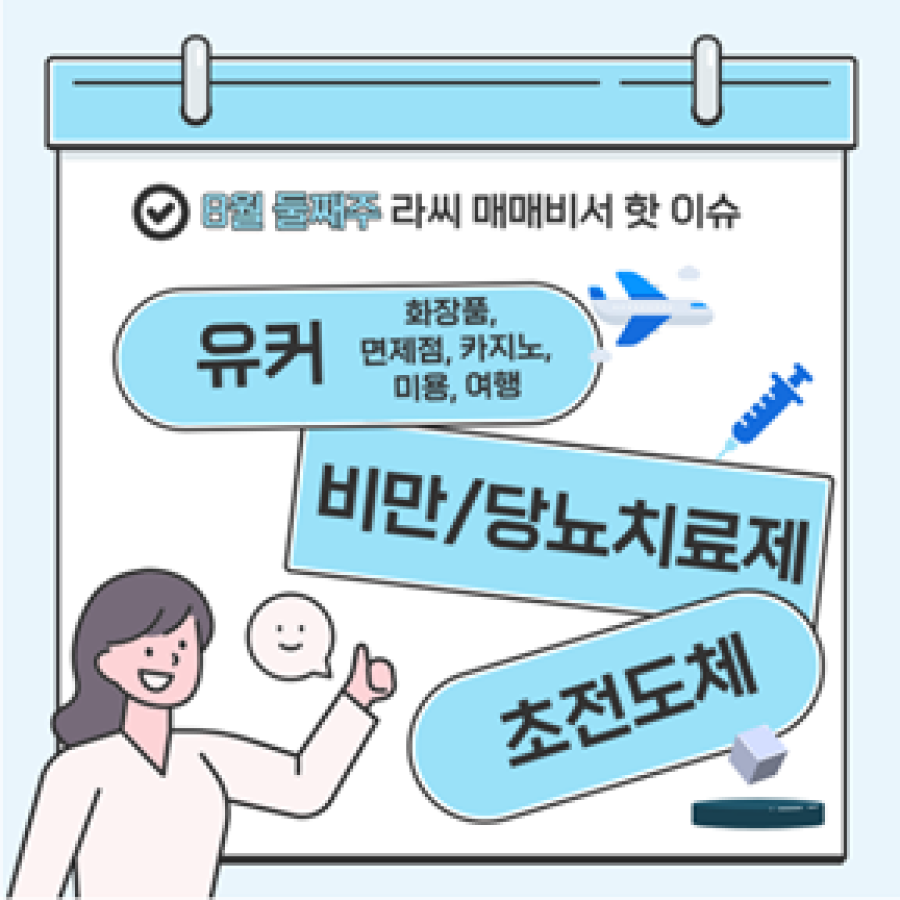 8월 둘째주 라씨 매매비서 핫 이슈
유커
화장품,
면제점, 카지노,
미용, 여행
비만/당뇨치료제
초전도체